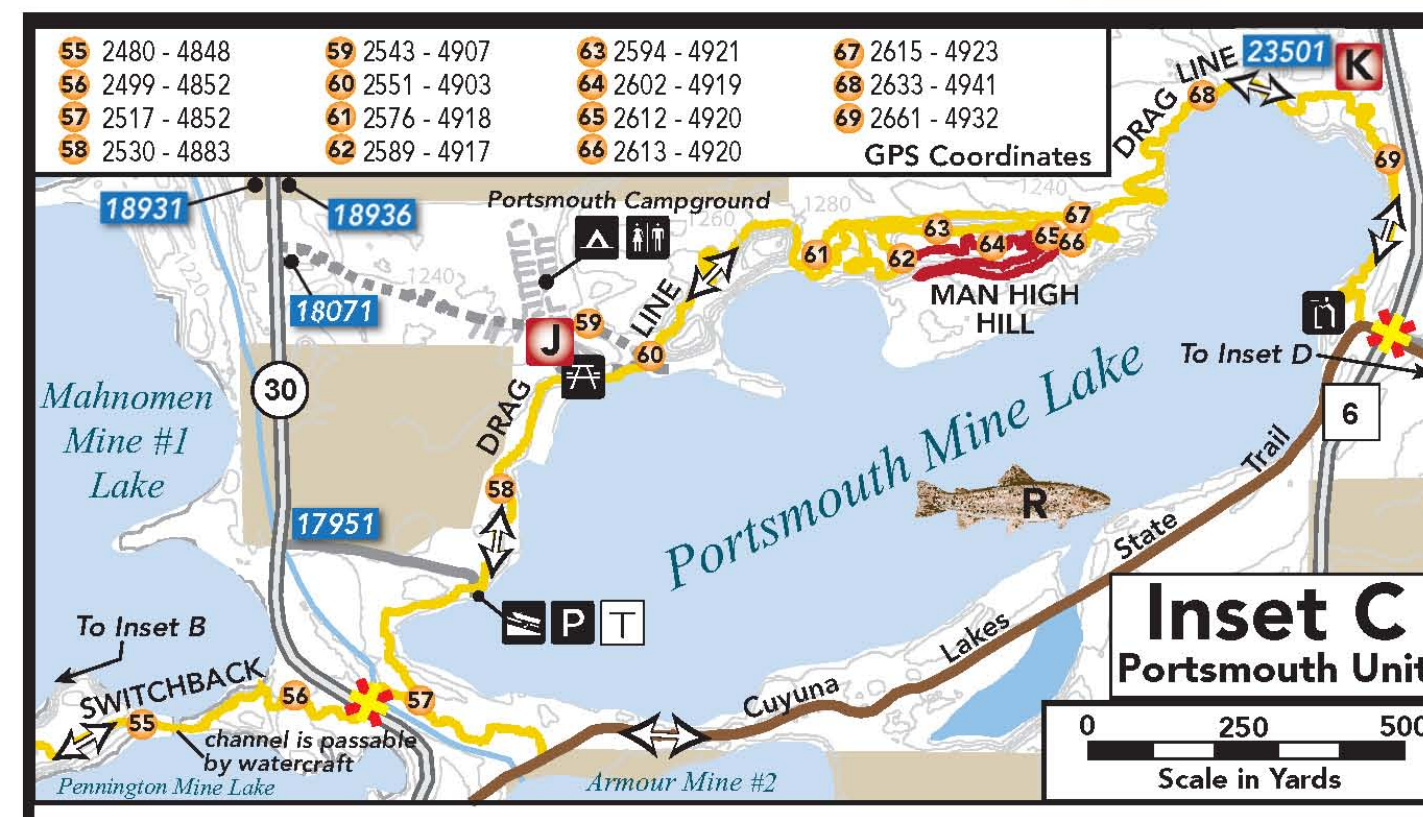 55 2480 - 4848
56 2499 - 4852
57 2517 - 4852
58 2530 - 4883
59 2543 - 4907
60 2551 - 4903
61 2576 - 4918
62 2589 - 4917
63 2594 - 4921
64 2602 - 4919
65 2612 - 4920
66 2613 - 4920
67 2615 - 4923
68 2633 - 4941
69 2661 - 4932
GPS Coordinates
DRAG LINE
23501
K
68
69
18931
18936
Portsmouth Campground
1260
1280
1240
1240
18071
J
59
60
DRAG LINE
61
62
63
64
65
66
67
MAN HIGH
HILL
To Inset D
6
30
Mahnomen
Mine #1
Lake
17951
58
Portsmouth Mine Lake
R
P
T
To Inset B
SWITCHBACK
55
56
57
channel is passable
by watercraft
Pennington Mine Lake
Armour Mine #2
Cuyuna Lakes State Trail
Inset C
Portsmouth Unit
0 250 500
Scale in Yards